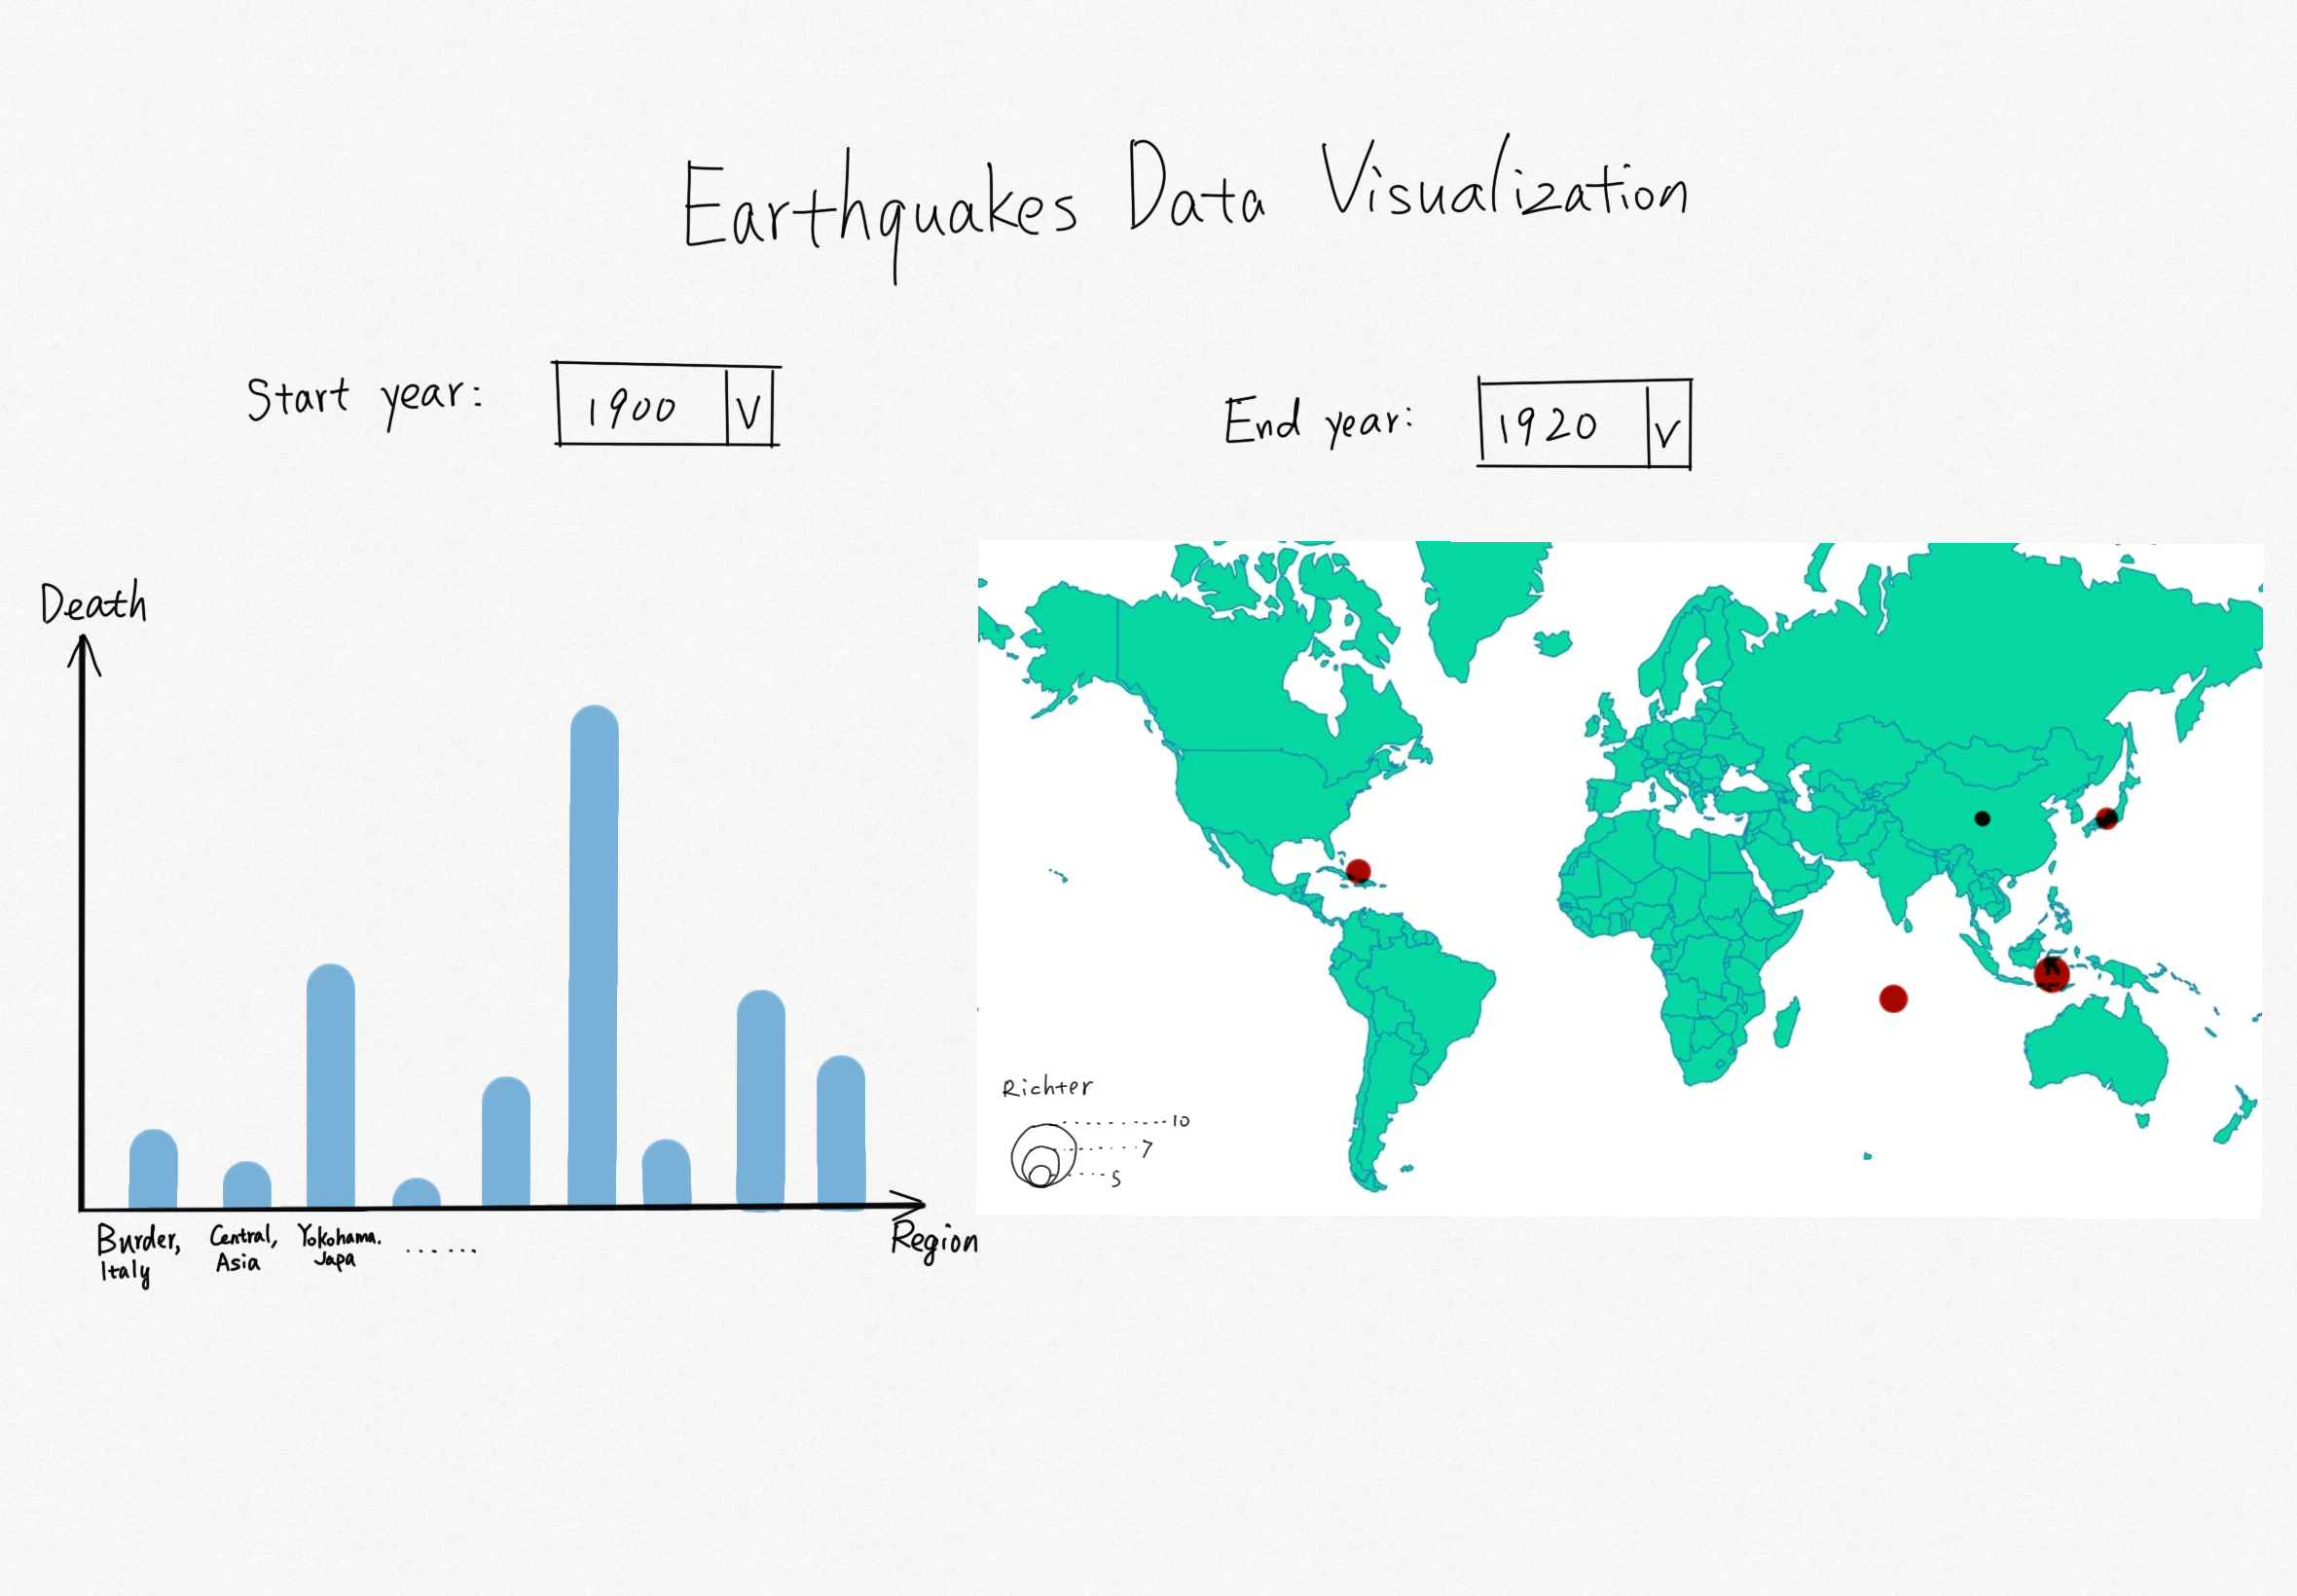 Earthquakes Data Visualization
Start year: 1900 V
End year: 1920 V
Death
Burder, Italy
Central, Asia
Yokohama. Japa
......
Region
Richter
10
7
5